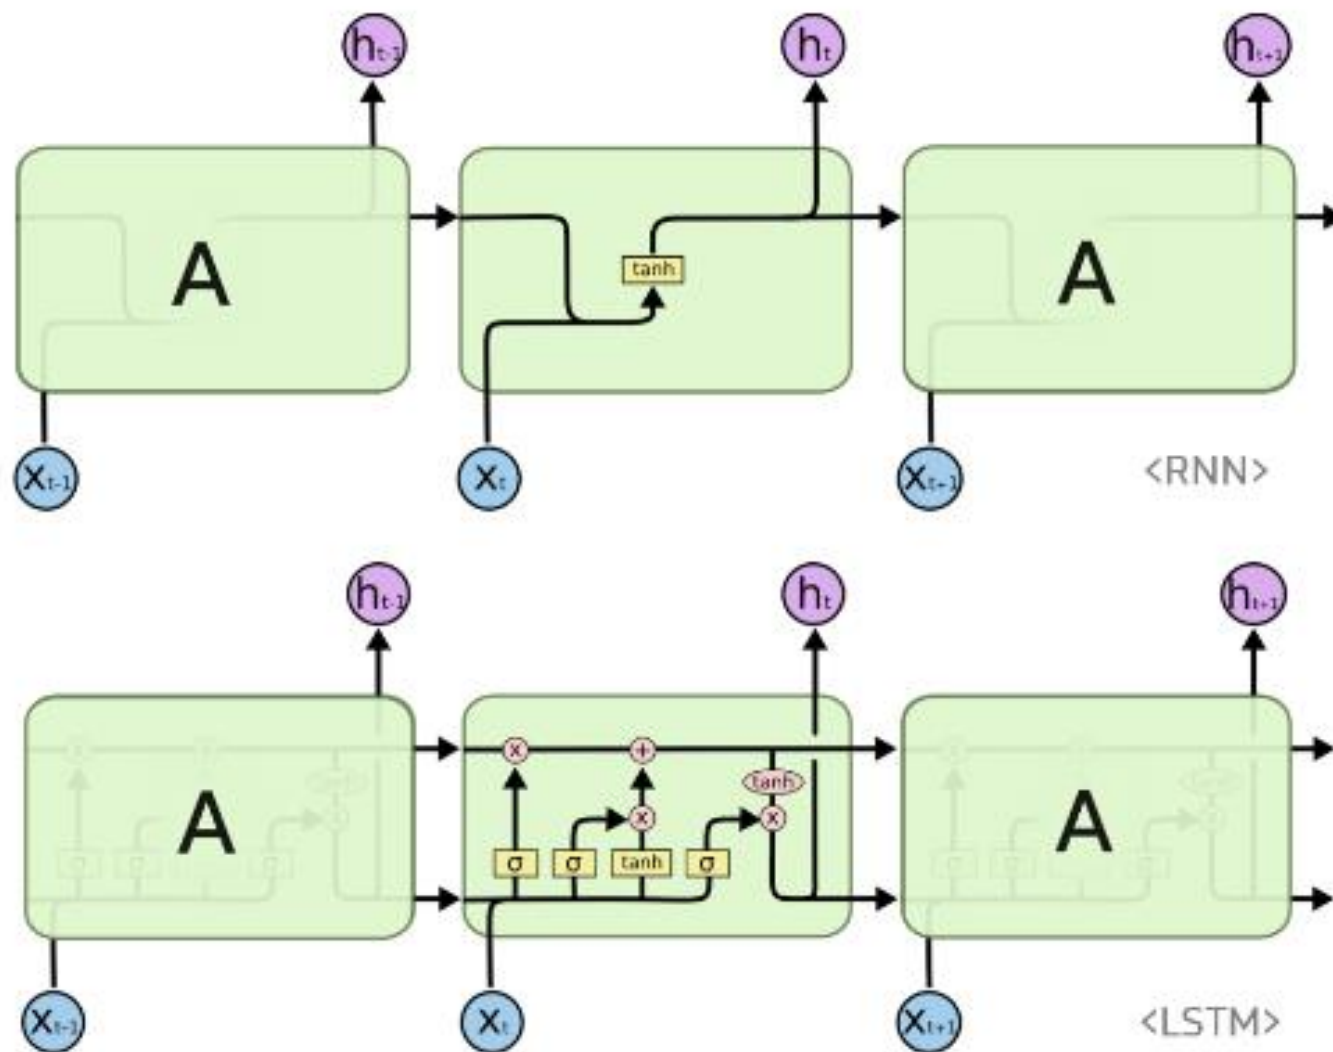 ht-1 ht ht+1
A tanh A
Xt-1 Xt Xt+1
<RNN>
ht-1 ht ht+1
x +
tanh
A x x A
σ σ tanh σ
Xt-1 Xt Xt+1
<LSTM>